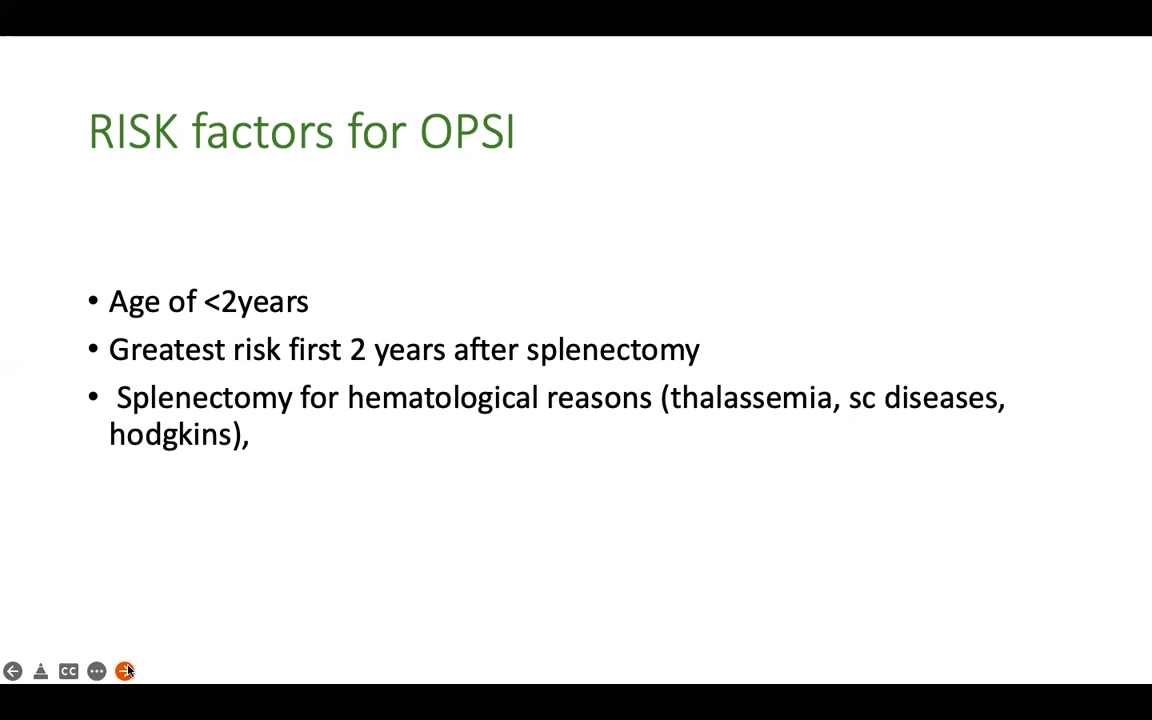 RISK factors for OPSI
• Age of <2years
• Greatest risk first 2 years after splenectomy
• Splenectomy for hematological reasons (thalassemia, sc diseases,
hodgkins),
CC